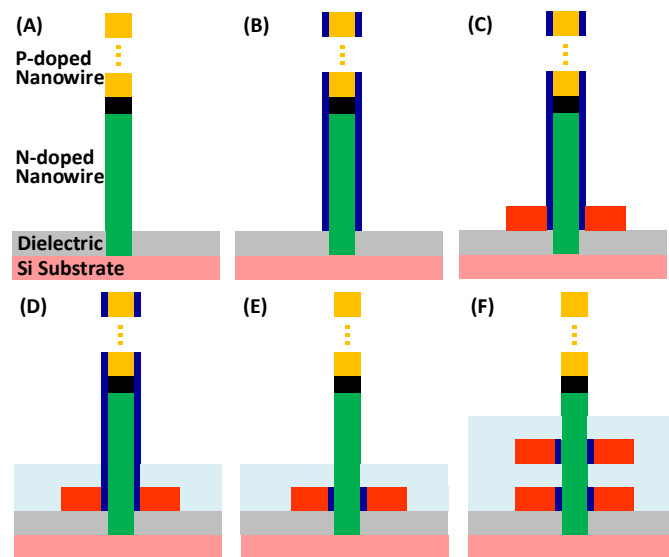 (A)
(B)
(C)
P-doped
Nanowire
N-doped
Nanowire
Dielectric
Si Substrate
(D)
(E)
(F)